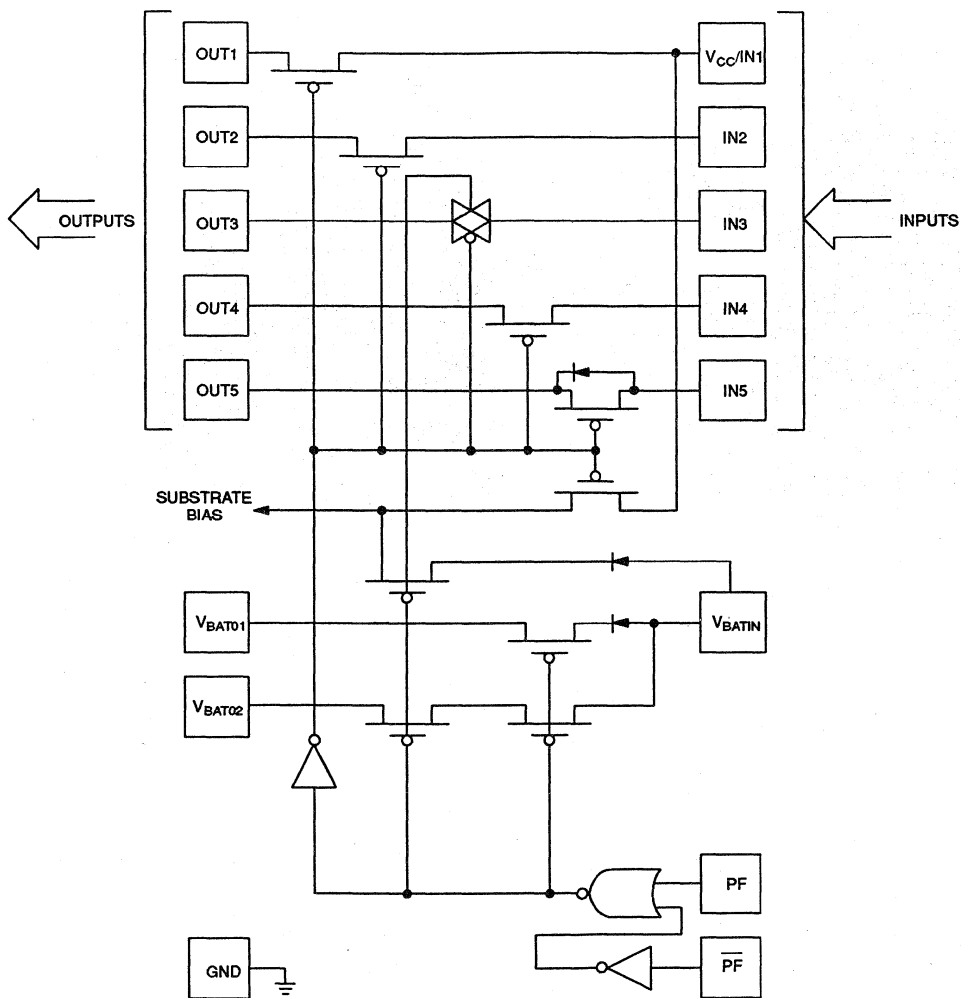 OUT1
V_CC/IN1
OUT2
IN2
OUTPUTS
OUT3
IN3
INPUTS
OUT4
IN4
OUT5
IN5
SUBSTRATE
BIAS
V_BAT01
V_BATIN
V_BAT02
PF
GND
P̅F̅